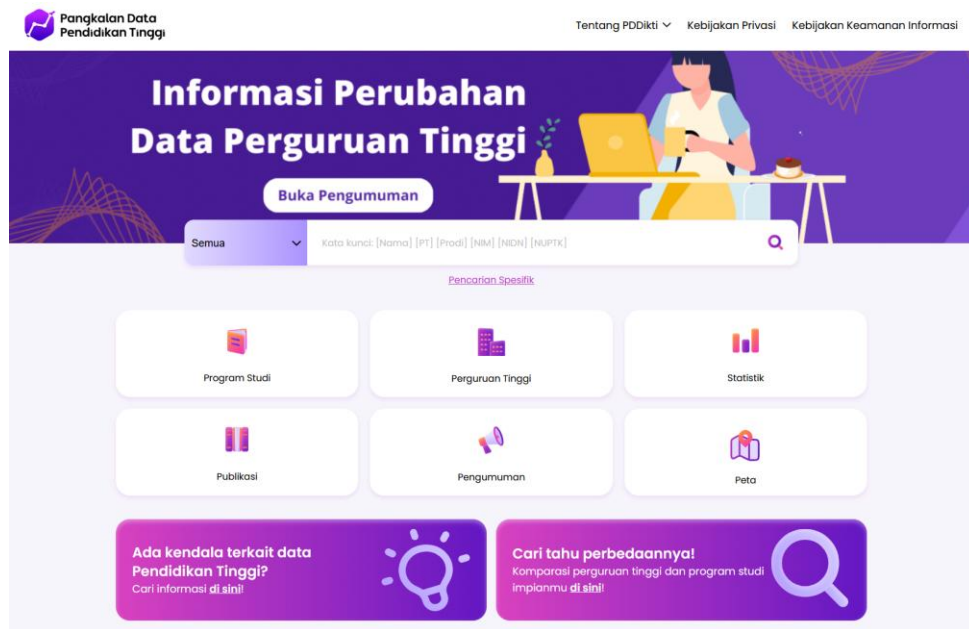 Pangkalan Data
Pendidikan Tinggi
Tentang PDDikti
Kebijakan Privasi
Kebijakan Keamanan Informasi
Informasi Perubahan
Data Perguruan Tinggi
Buka Pengumuman
Semua
Kata kunci: [Nama] [PT] [Prodi] [NIM] [NIDN] [NUPTK]
Pencarian Spesifik
Program Studi
Perguruan Tinggi
Statistik
Publikasi
Pengumuman
Peta
Ada kendala terkait data
Pendidikan Tinggi?
Cari informasi di sini!
Cari tahu perbedaannya!
Komparasi perguruan tinggi dan program studi
impianmu di sini!